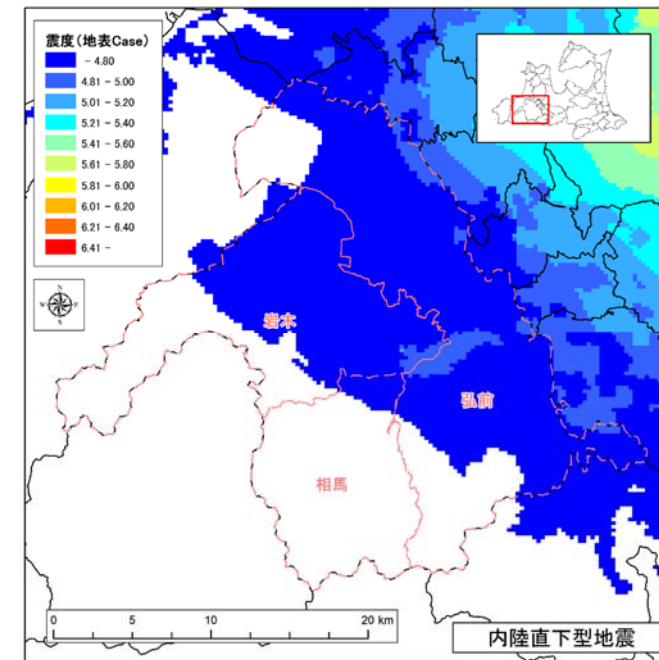 震度(地表Case)
- 4.80
4.81 - 5.00
5.01 - 5.20
5.21 - 5.40
5.41 - 5.60
5.61 - 5.80
5.81 - 6.00
6.01 - 6.20
6.21 - 6.40
6.41 -
N
W E
S
岩木
弘前
相馬
0 5 10 20 km
内陸直下型地震